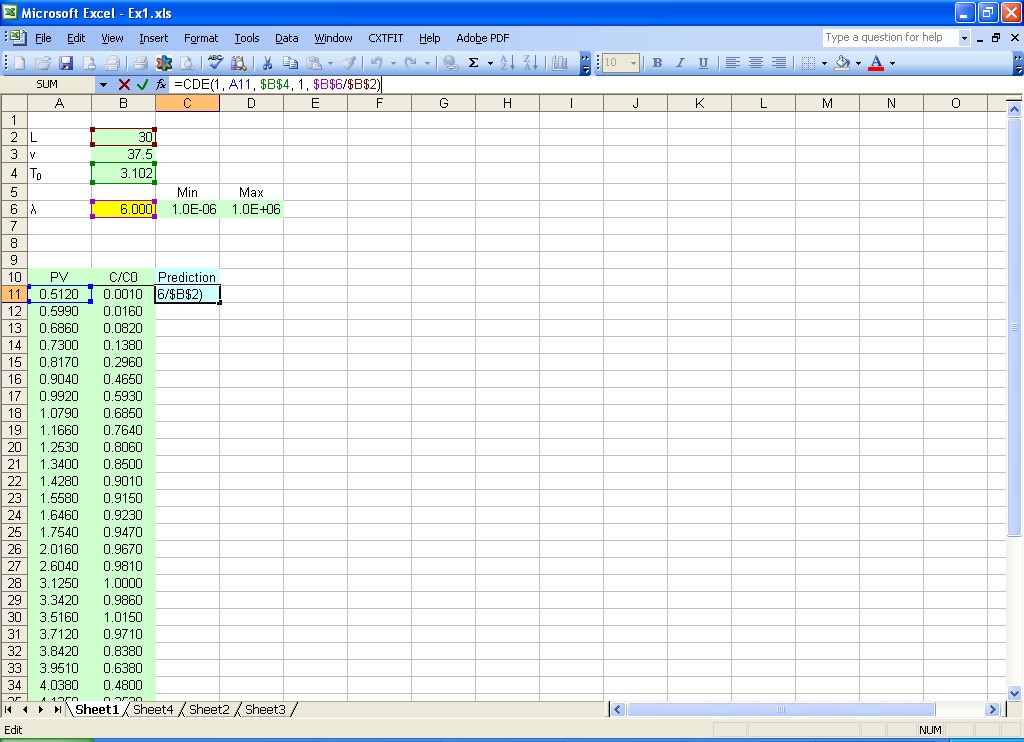 Microsoft Excel - Ex1.xls
File Edit View Insert Format Tools Data Window CXTFIT Help Adobe PDF Type a question for help
10 B I U A
SUM fx =CDE(1, A11, $B$4, 1, $B$6/$B$2)
A B C D E F G H I J K L M N O
1
2 L 30
3 v 37.5
4 T0 3.102
5 Min Max
6 λ 6.000 1.0E-06 1.0E+06
7
8
9
10 PV C/C0 Prediction
11 0.5120 0.0010 6/$B$2)
12 0.5990 0.0160
13 0.6860 0.0820
14 0.7300 0.1380
15 0.8170 0.2960
16 0.9040 0.4650
17 0.9920 0.5930
18 1.0790 0.6850
19 1.1660 0.7640
20 1.2530 0.8060
21 1.3400 0.8500
22 1.4280 0.9010
23 1.5580 0.9150
24 1.6460 0.9230
25 1.7540 0.9470
26 2.0160 0.9670
27 2.6040 0.9810
28 3.1250 1.0000
29 3.3420 0.9860
30 3.5160 1.0150
31 3.7120 0.9710
32 3.8420 0.8380
33 3.9510 0.6380
34 4.0380 0.4800
Sheet1 Sheet4 Sheet2 Sheet3
Edit NUM